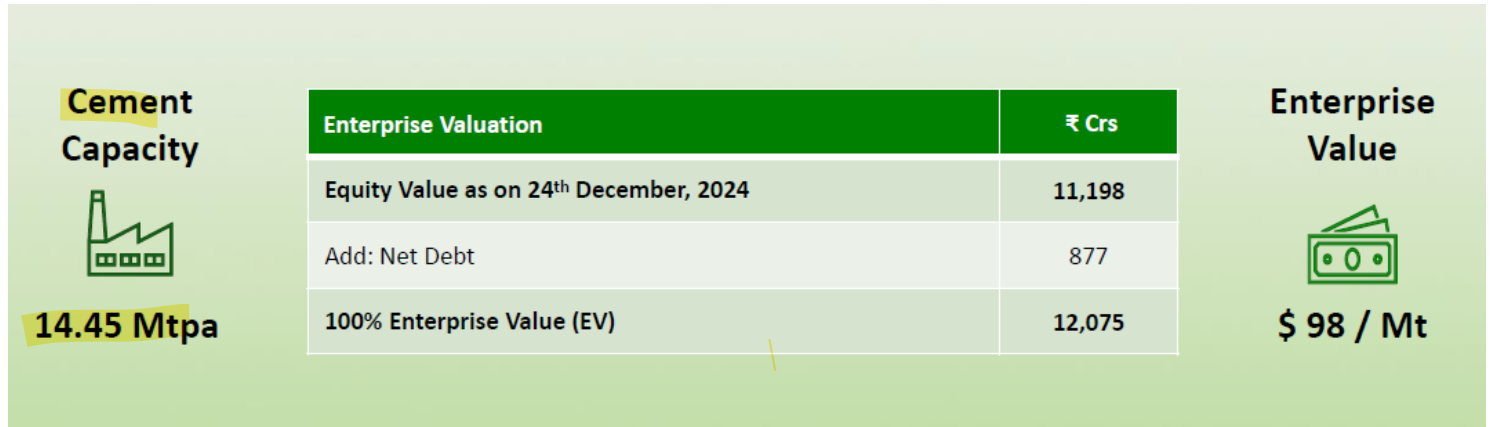 Cement
Capacity
14.45 Mtpa
Enterprise Valuation ₹ Crs
Equity Value as on 24th December, 2024 11,198
Add: Net Debt 877
100% Enterprise Value (EV) 12,075
Enterprise
Value
$ 98 / Mt